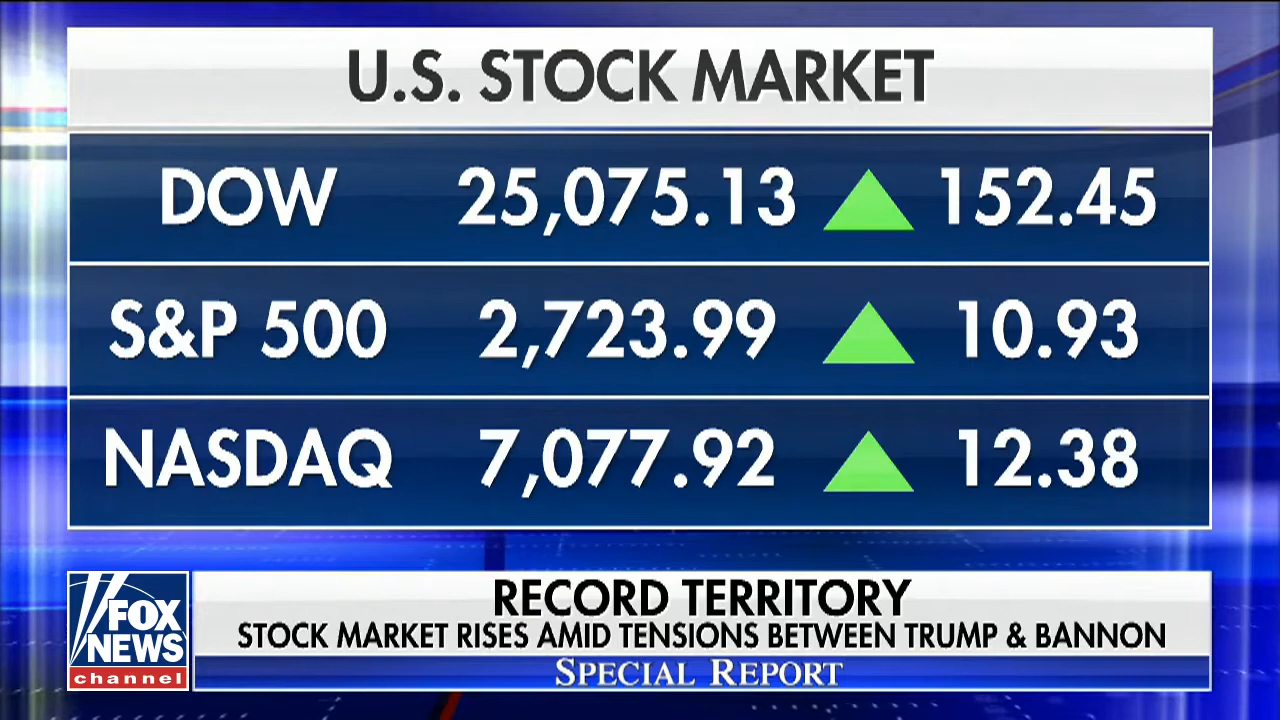 U.S. STOCK MARKET
DOW 25,075.13 152.45
S&P 500 2,723.99 10.93
NASDAQ 7,077.92 12.38
RECORD TERRITORY
STOCK MARKET RISES AMID TENSIONS BETWEEN TRUMP & BANNON
SPECIAL REPORT
FOX
NEWS
channel